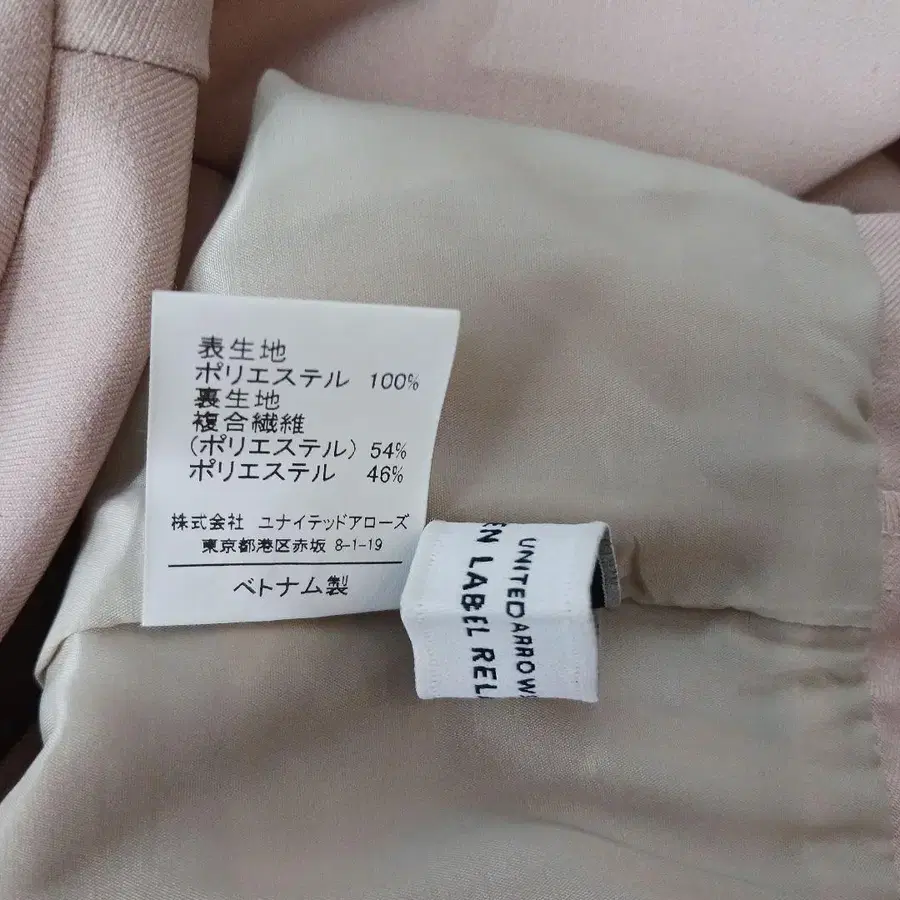 表生地
ポリエステル 100%
裏生地
複合繊維
(ポリエステル) 54%
ポリエステル 46%
株式会社 ユナイテッドアローズ
東京都港区赤坂 8-1-19
ベトナム製
UNITED ARROWS
EN LABEL REL